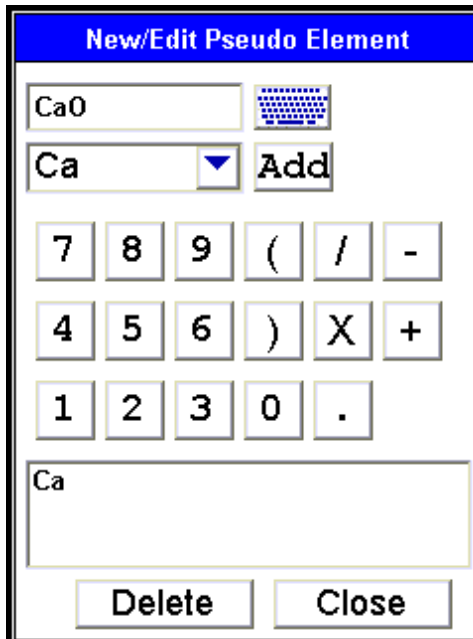 New/Edit Pseudo Element
CaO
Ca Add
7 8 9 ( / -
4 5 6 ) X +
1 2 3 0 .
Ca
Delete Close